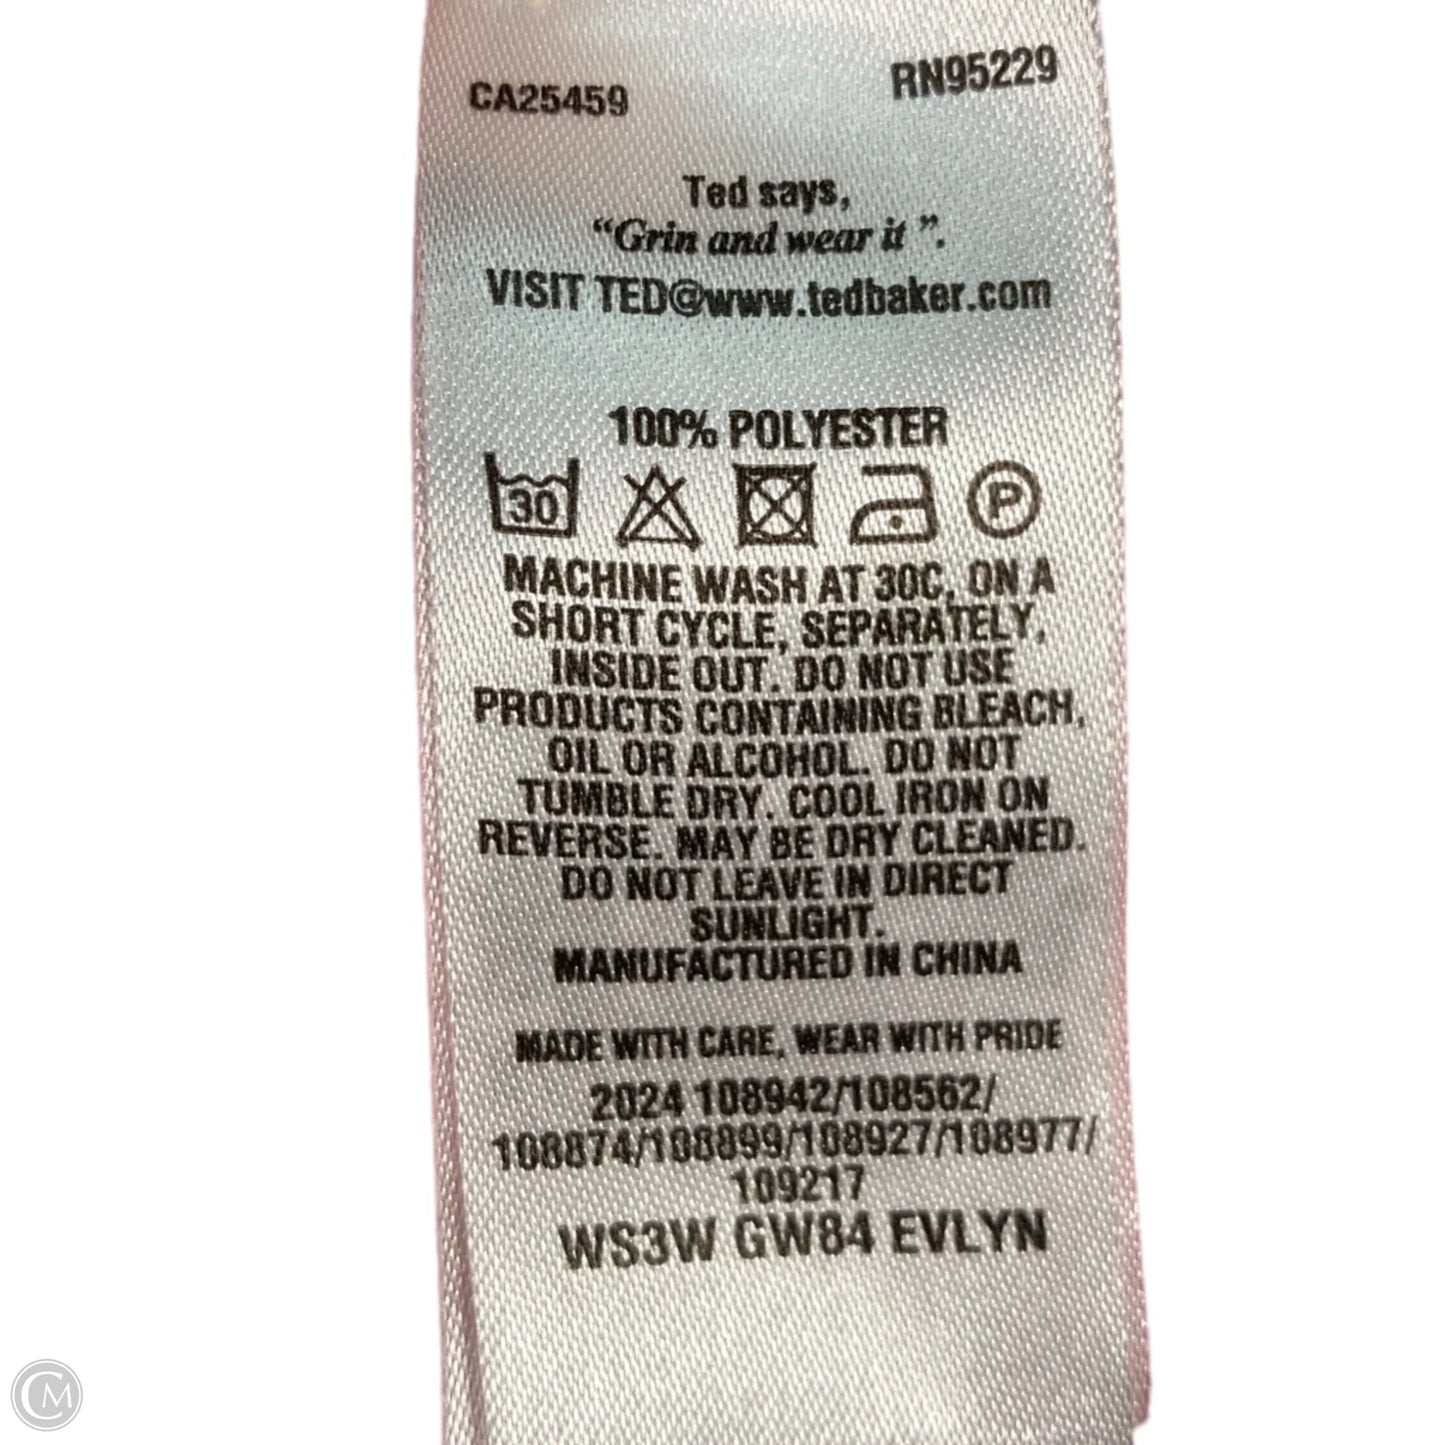 CA25459
RN95229
Ted says,
“Grin and wear it”.
VISIT TED@www.tedbaker.com
100% POLYESTER
30
P
MACHINE WASH AT 30C, ON A
SHORT CYCLE, SEPARATELY,
INSIDE OUT. DO NOT USE
PRODUCTS CONTAINING BLEACH,
OIL OR ALCOHOL. DO NOT
TUMBLE DRY. COOL IRON ON
REVERSE. MAY BE DRY CLEANED.
DO NOT LEAVE IN DIRECT
SUNLIGHT.
MANUFACTURED IN CHINA
MADE WITH CARE, WEAR WITH PRIDE
2024 108942/108562/
108874/108899/108927/108977/
109217
WS3W GW84 EVLYN
CM